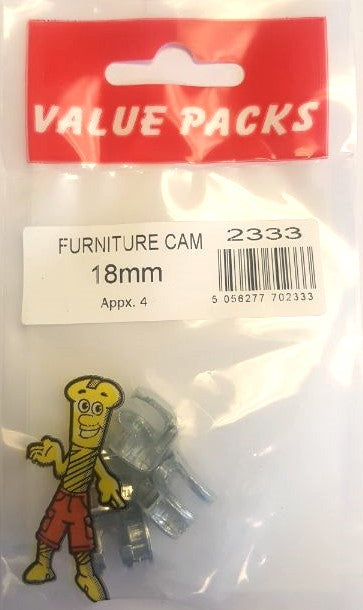 VALUE PACKS
FURNITURE CAM 2333
18mm
Appx. 4
5 056277 702333